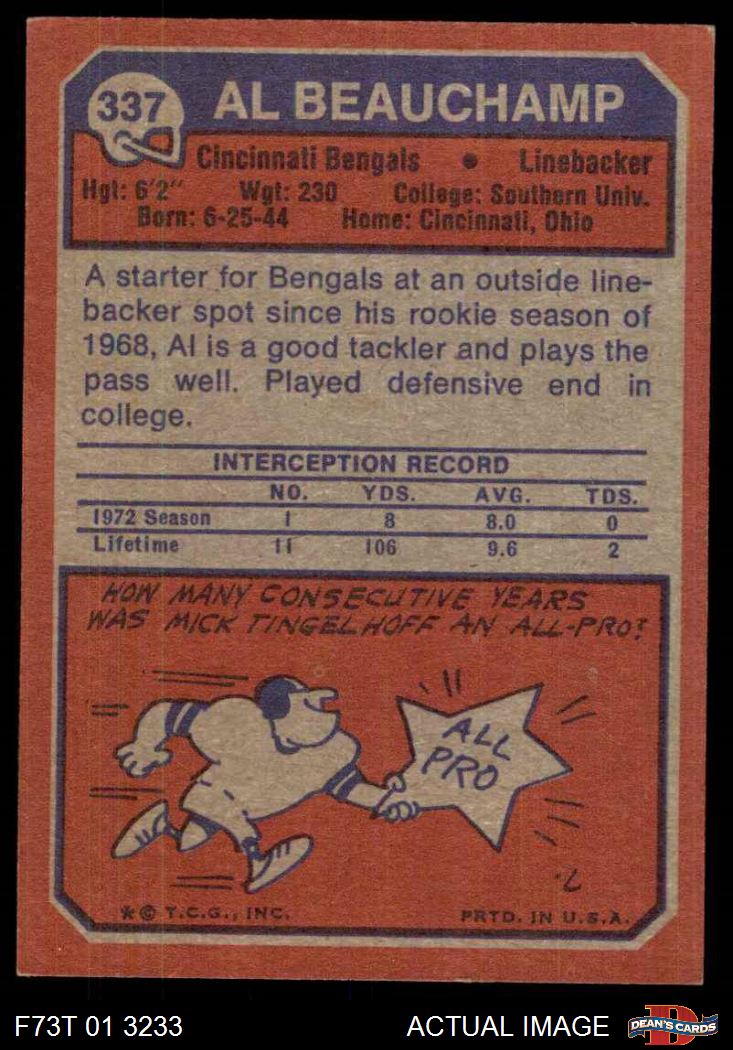 337 AL BEAUCHAMP
Cincinnati Bengals • Linebacker
Hgt: 6'2" Wgt: 230 College: Southern Univ.
Born: 6-25-44 Home: Cincinnati, Ohio
A starter for Bengals at an outside line-
backer spot since his rookie season of
1968, Al is a good tackler and plays the
pass well. Played defensive end in
college.
INTERCEPTION RECORD
NO. YDS. AVG. TDS.
1972 Season 1 8 8.0 0
Lifetime 11 106 9.6 2
HOW MANY CONSECUTIVE YEARS
WAS MICK TINGELHOFF AN ALL-PRO?
ALL
PRO
7
* © T.C.G., INC. PRTD. IN U.S.A.
F73T 01 3233 ACTUAL IMAGE DEAN'S CARDS